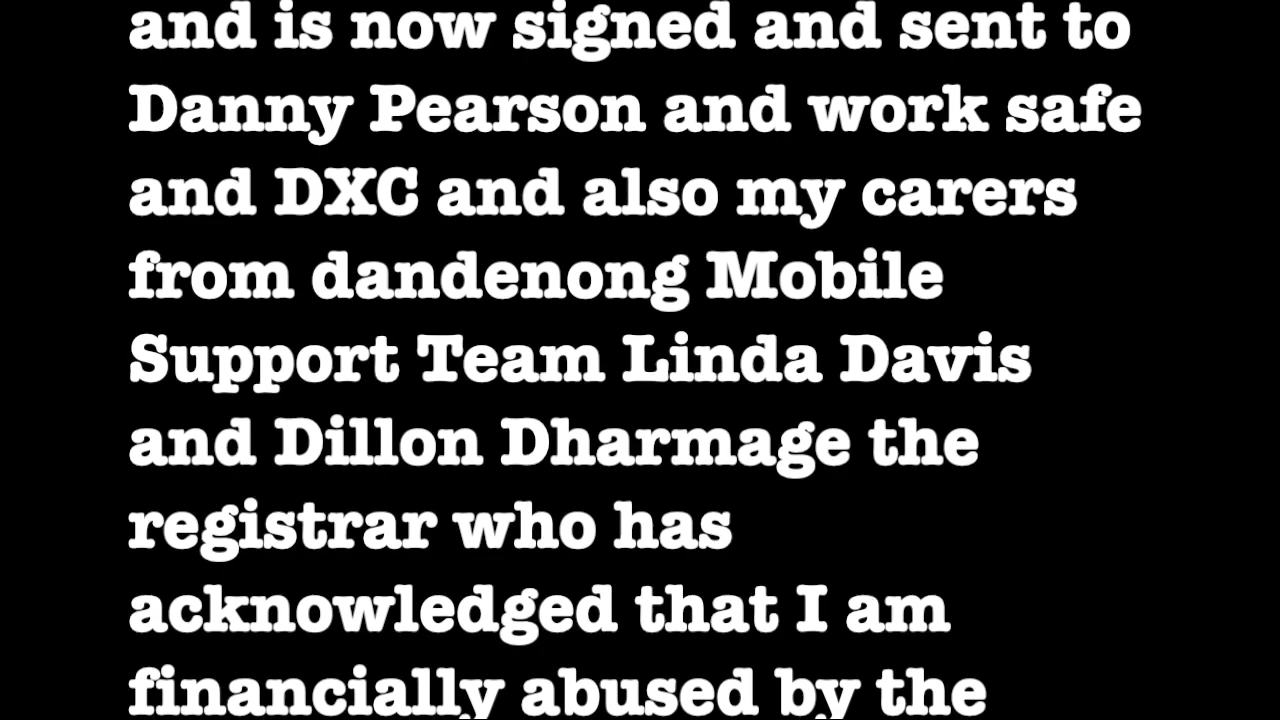 and is now signed and sent to
Danny Pearson and work safe
and DXC and also my carers
from dandenong Mobile
Support Team Linda Davis
and Dillon Dharmage the
registrar who has
acknowledged that I am
financially abused by the